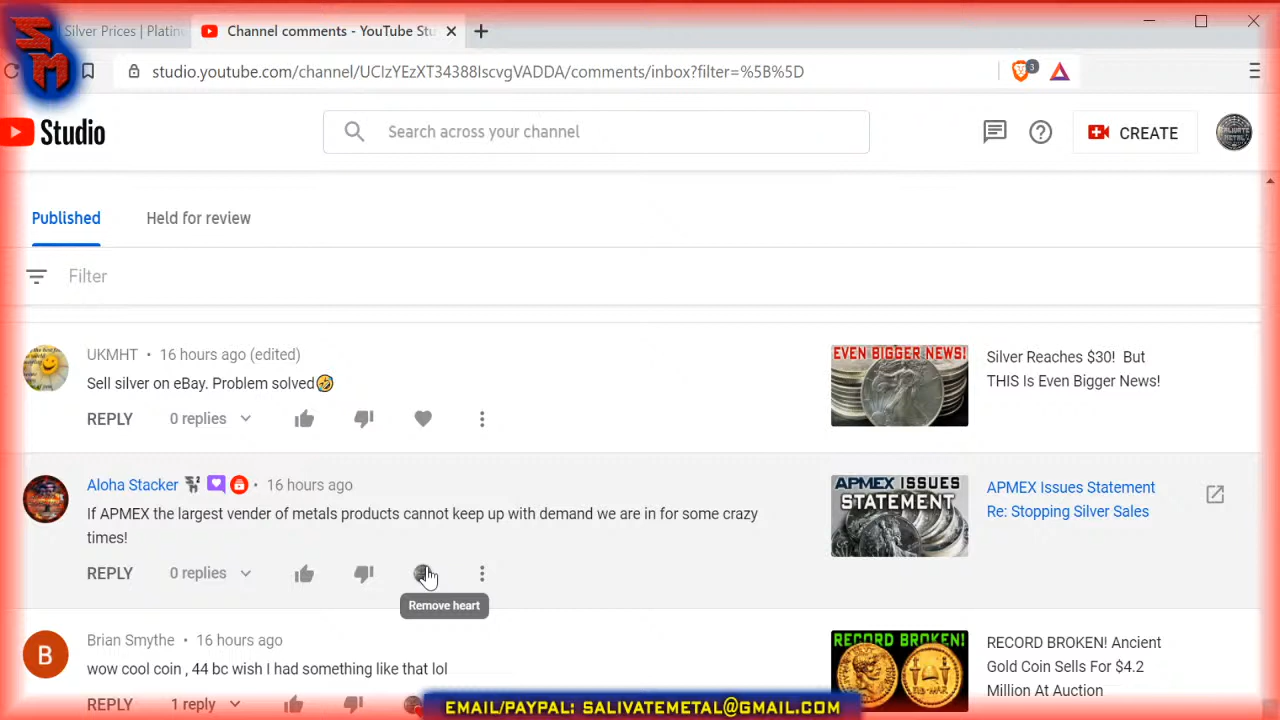 SM
Silver Prices | Platin
Channel comments - YouTube Stu
studio.youtube.com/channel/UCIzYEzXT34388IscvgVADDA/comments/inbox?filter=%5B%5D
3
Studio
Search across your channel
CREATE
SALIVATE
METAL
Published
Held for review
Filter
UKMHT • 16 hours ago (edited)
Sell silver on eBay. Problem solved🤣
REPLY 0 replies
EVEN BIGGER NEWS!
Silver Reaches $30! But
THIS Is Even Bigger News!
Aloha Stacker • 16 hours ago
If APMEX the largest vender of metals products cannot keep up with demand we are in for some crazy
times!
REPLY 0 replies
Remove heart
APMEX ISSUES
STATEMENT
APMEX Issues Statement
Re: Stopping Silver Sales
B
Brian Smythe • 16 hours ago
wow cool coin , 44 bc wish I had something like that lol
REPLY 1 reply
RECORD BROKEN!
RECORD BROKEN! Ancient
Gold Coin Sells For $4.2
Million At Auction
EMAIL/PAYPAL: SALIVATEMETAL@GMAIL.COM